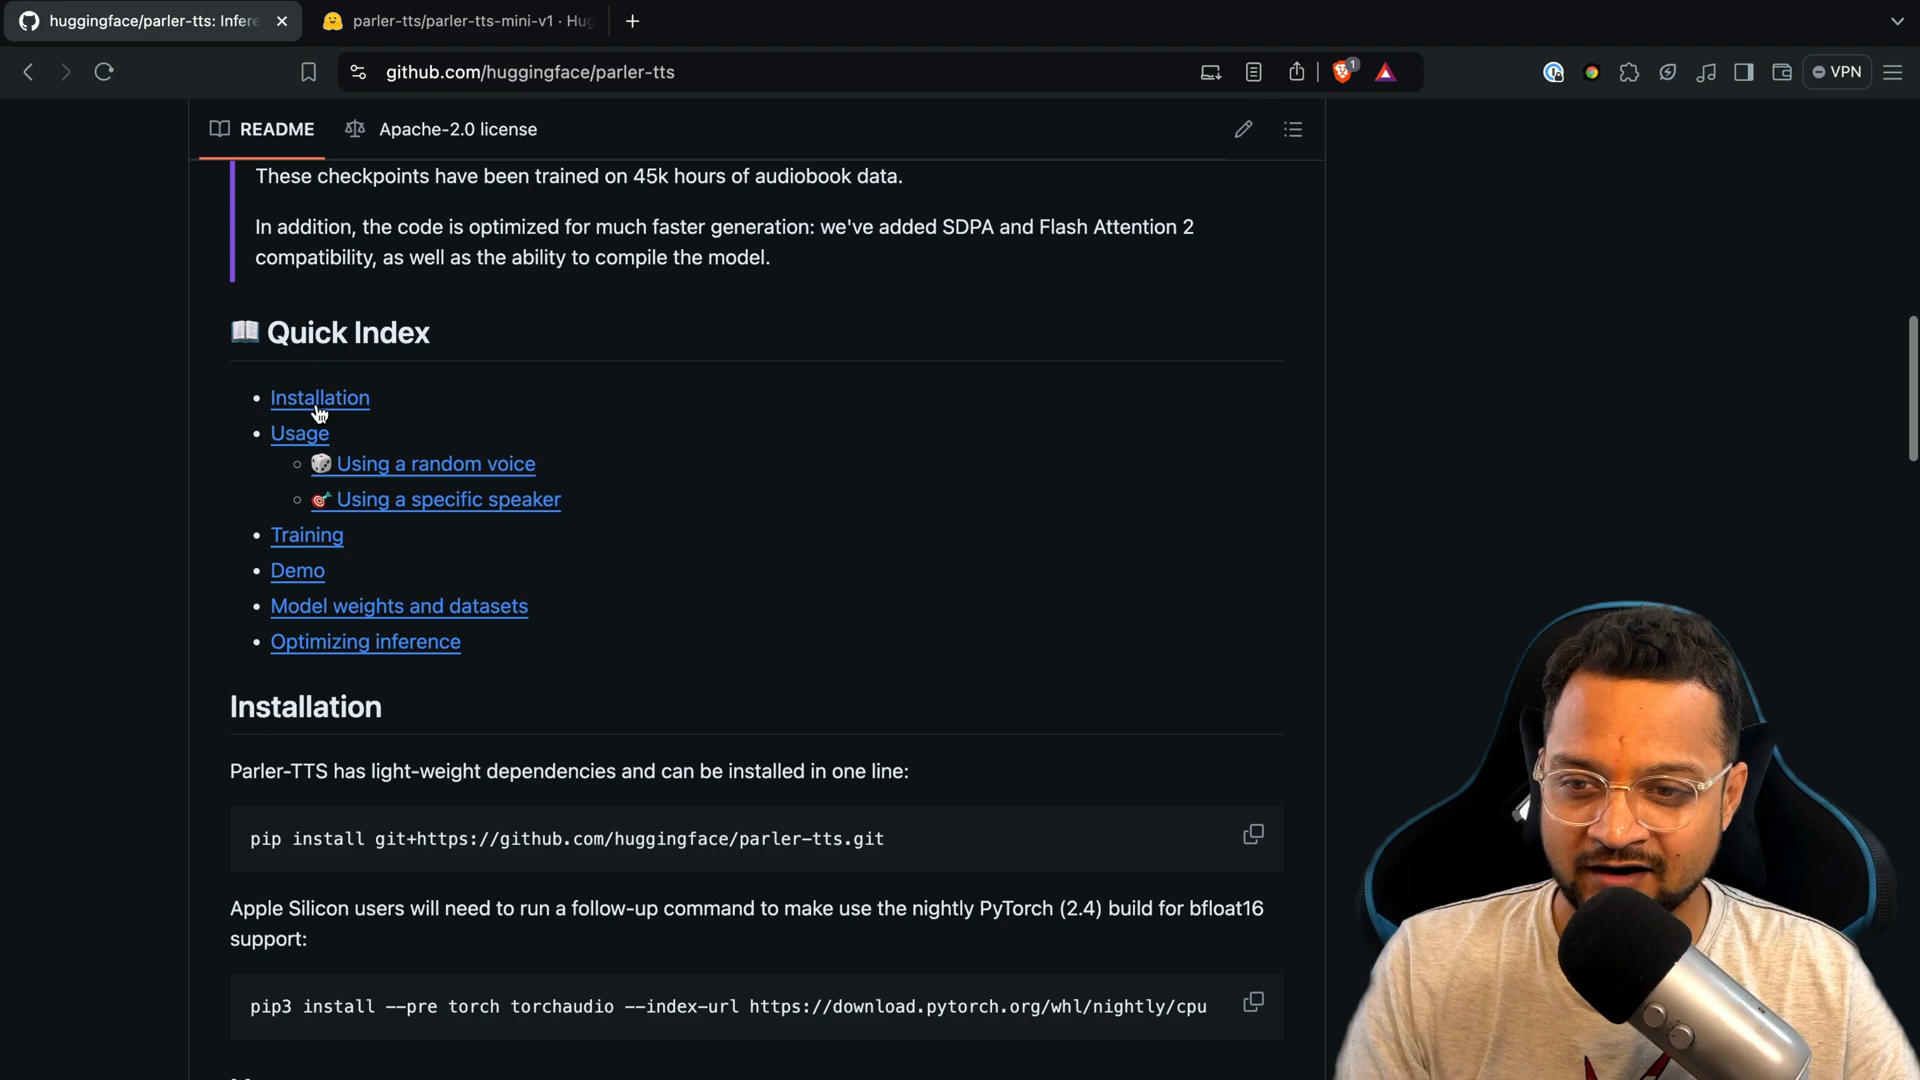 huggingface/parler-tts: Infere
parler-tts/parler-tts-mini-v1 · Hug
github.com/huggingface/parler-tts
1
VPN
README
Apache-2.0 license
These checkpoints have been trained on 45k hours of audiobook data.
In addition, the code is optimized for much faster generation: we've added SDPA and Flash Attention 2
compatibility, as well as the ability to compile the model.
📖 Quick Index
• Installation
• Usage
◦ 🎲 Using a random voice
◦ 🎯 Using a specific speaker
• Training
• Demo
• Model weights and datasets
• Optimizing inference
Installation
Parler-TTS has light-weight dependencies and can be installed in one line:
pip install git+https://github.com/huggingface/parler-tts.git
Apple Silicon users will need to run a follow-up command to make use the nightly PyTorch (2.4) build for bfloat16
support:
pip3 install --pre torch torchaudio --index-url https://download.pytorch.org/whl/nightly/cpu